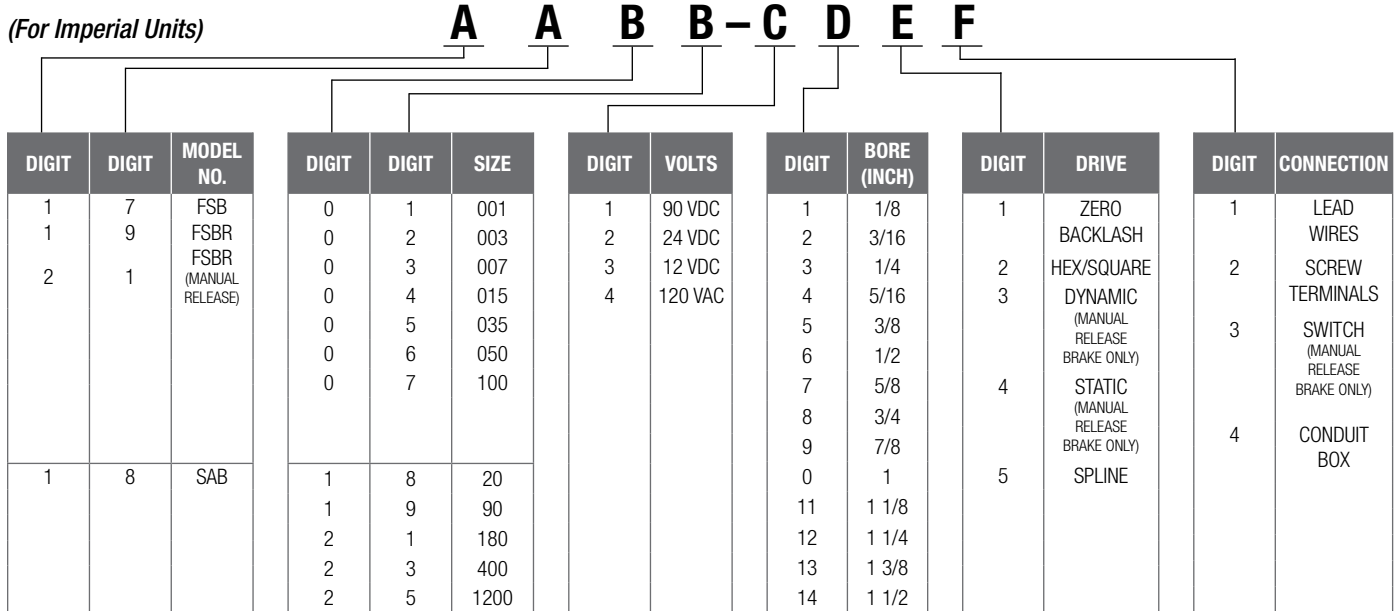 (For Imperial Units)
A A B B – C D E F
DIGIT DIGIT MODEL NO.
1 7 FSB
1 9 FSBR
2 1 FSBR (MANUAL RELEASE)
1 8 SAB
DIGIT DIGIT SIZE
0 1 001
0 2 003
0 3 007
0 4 015
0 5 035
0 6 050
0 7 100
1 8 20
1 9 90
2 1 180
2 3 400
2 5 1200
DIGIT VOLTS
1 90 VDC
2 24 VDC
3 12 VDC
4 120 VAC
DIGIT BORE (INCH)
1 1/8
2 3/16
3 1/4
4 5/16
5 3/8
6 1/2
7 5/8
8 3/4
9 7/8
0 1
11 1 1/8
12 1 1/4
13 1 3/8
14 1 1/2
DIGIT DRIVE
1 ZERO
BACKLASH
2 HEX/SQUARE
3 DYNAMIC
(MANUAL
RELEASE
BRAKE ONLY)
4 STATIC
(MANUAL
RELEASE
BRAKE ONLY)
5 SPLINE
DIGIT CONNECTION
1 LEAD
WIRES
2 SCREW
TERMINALS
3 SWITCH
(MANUAL
RELEASE
BRAKE ONLY)
4 CONDUIT
BOX